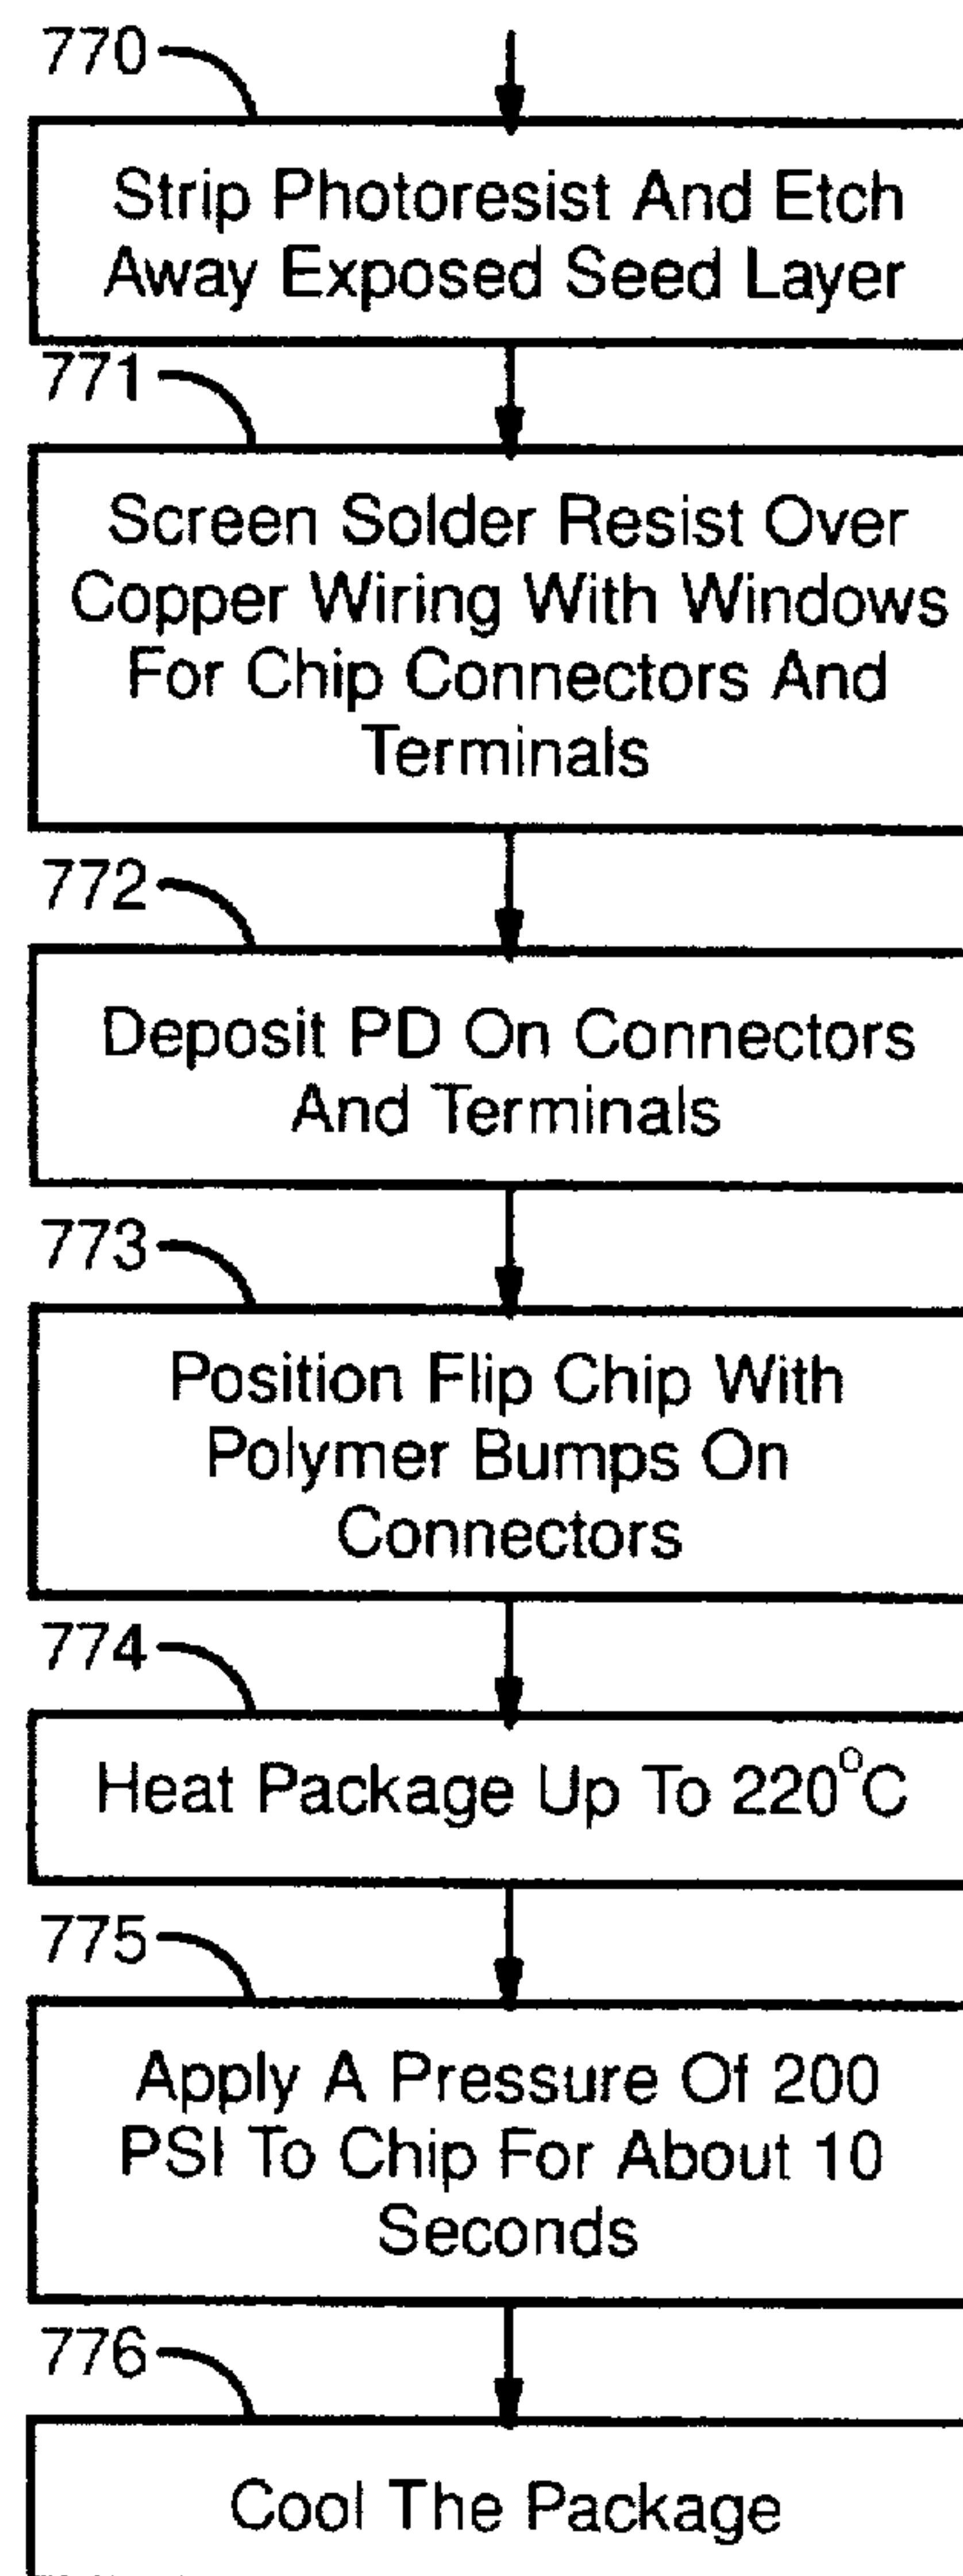 770
Strip Photoresist And Etch
Away Exposed Seed Layer
771
Screen Solder Resist Over
Copper Wiring With Windows
For Chip Connectors And
Terminals
772
Deposit PD On Connectors
And Terminals
773
Position Flip Chip With
Polymer Bumps On
Connectors
774
Heat Package Up To 220°C
775
Apply A Pressure Of 200
PSI To Chip For About 10
Seconds
776
Cool The Package